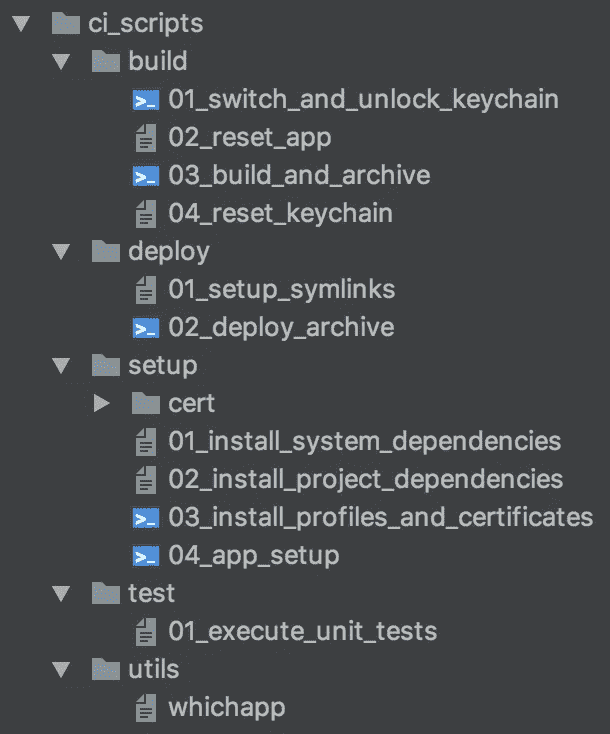 ci_scripts
build
01_switch_and_unlock_keychain
02_reset_app
03_build_and_archive
04_reset_keychain
deploy
01_setup_symlinks
02_deploy_archive
setup
cert
01_install_system_dependencies
02_install_project_dependencies
03_install_profiles_and_certificates
04_app_setup
test
01_execute_unit_tests
utils
whichapp